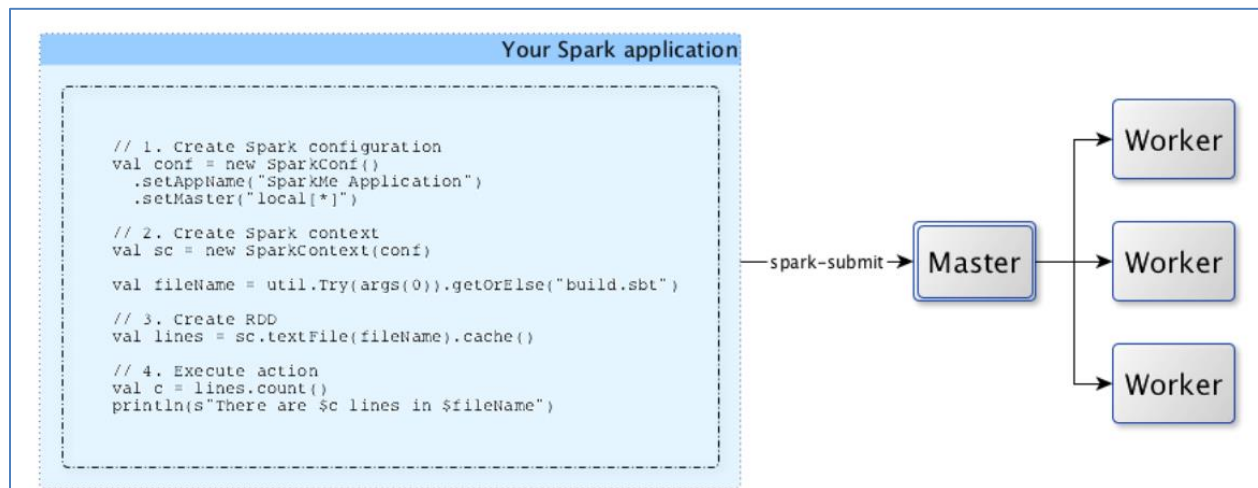 Your Spark application
// 1. Create Spark configuration
val conf = new SparkConf()
  .setAppName("SparkMe Application")
  .setMaster("local[*]")
// 2. Create Spark context
val sc = new SparkContext(conf)
val fileName = util.Try(args(0)).getOrElse("build.sbt")
// 3. Create RDD
val lines = sc.textFile(fileName).cache()
// 4. Execute action
val c = lines.count()
println(s"There are $c lines in $fileName")
spark-submit
Master
Worker
Worker
Worker